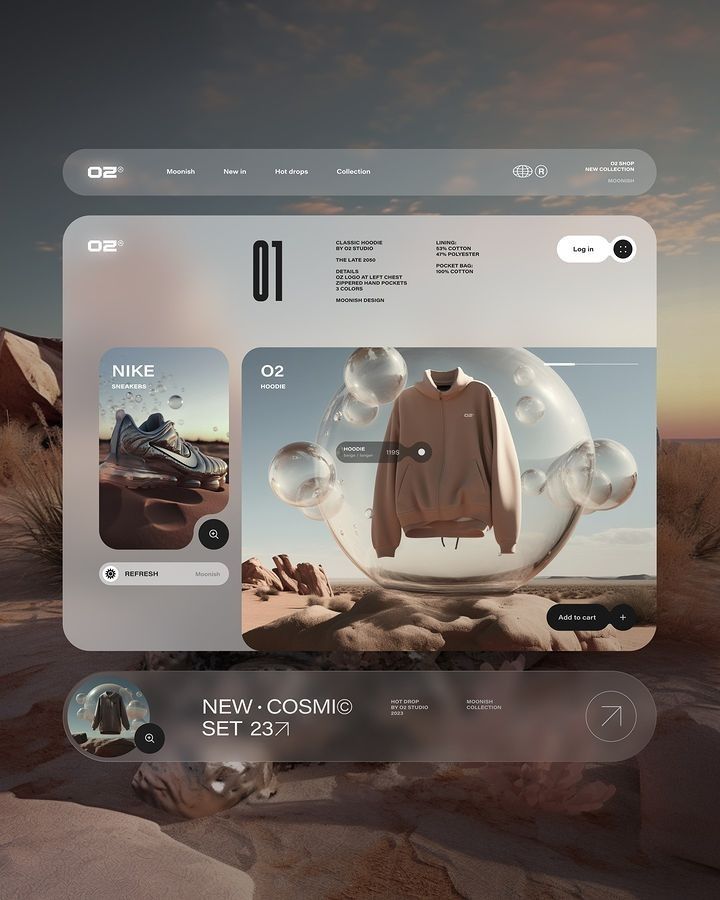 O2®
Moonish
New in
Hot drops
Collection
R
O2 SHOP
NEW COLLECTION
MOONISH
O2®
01
CLASSIC HOODIE
BY O2 STUDIO
THE LATE 2050
DETAILS
OZ LOGO AT LEFT CHEST
ZIPPERED HAND POCKETS
3 COLORS
MOONISH DESIGN
LINING:
53% COTTON
47% POLYESTER
POCKET BAG:
100% COTTON
Log in
NIKE
SNEAKERS
REFRESH
Moonish
O2
HOODIE
O2
HOODIE
119$
Add to cart
NEW · COSMI©
SET 23↗
HOT DROP
BY O2 STUDIO
2023
MOONISH
COLLECTION